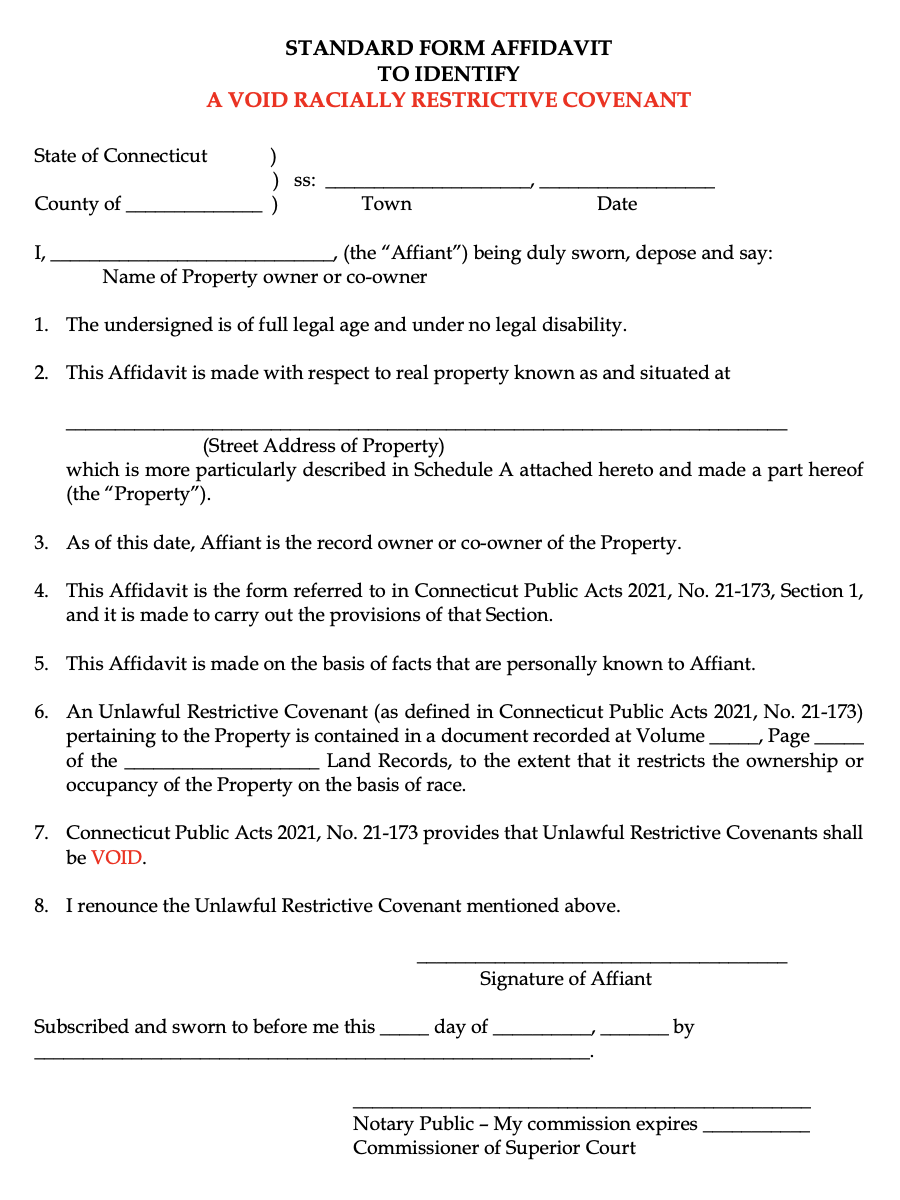 STANDARD FORM AFFIDAVIT
TO IDENTIFY
A VOID RACIALLY RESTRICTIVE COVENANT
State of Connecticut )
) ss: _____________________, __________________
County of ______________ ) Town Date
I, _____________________________, (the “Affiant”) being duly sworn, depose and say:
Name of Property owner or co-owner
1. The undersigned is of full legal age and under no legal disability.
2. This Affidavit is made with respect to real property known as and situated at
__________________________________________________________________________
(Street Address of Property)
which is more particularly described in Schedule A attached hereto and made a part hereof
(the “Property”).
3. As of this date, Affiant is the record owner or co-owner of the Property.
4. This Affidavit is the form referred to in Connecticut Public Acts 2021, No. 21-173, Section 1,
and it is made to carry out the provisions of that Section.
5. This Affidavit is made on the basis of facts that are personally known to Affiant.
6. An Unlawful Restrictive Covenant (as defined in Connecticut Public Acts 2021, No. 21-173)
pertaining to the Property is contained in a document recorded at Volume _____, Page _____
of the ____________________ Land Records, to the extent that it restricts the ownership or
occupancy of the Property on the basis of race.
7. Connecticut Public Acts 2021, No. 21-173 provides that Unlawful Restrictive Covenants shall
be VOID.
8. I renounce the Unlawful Restrictive Covenant mentioned above.
______________________________________
Signature of Affiant
Subscribed and sworn to before me this _____ day of __________, _______ by
_________________________________________________________.
_______________________________________________
Notary Public – My commission expires ___________
Commissioner of Superior Court